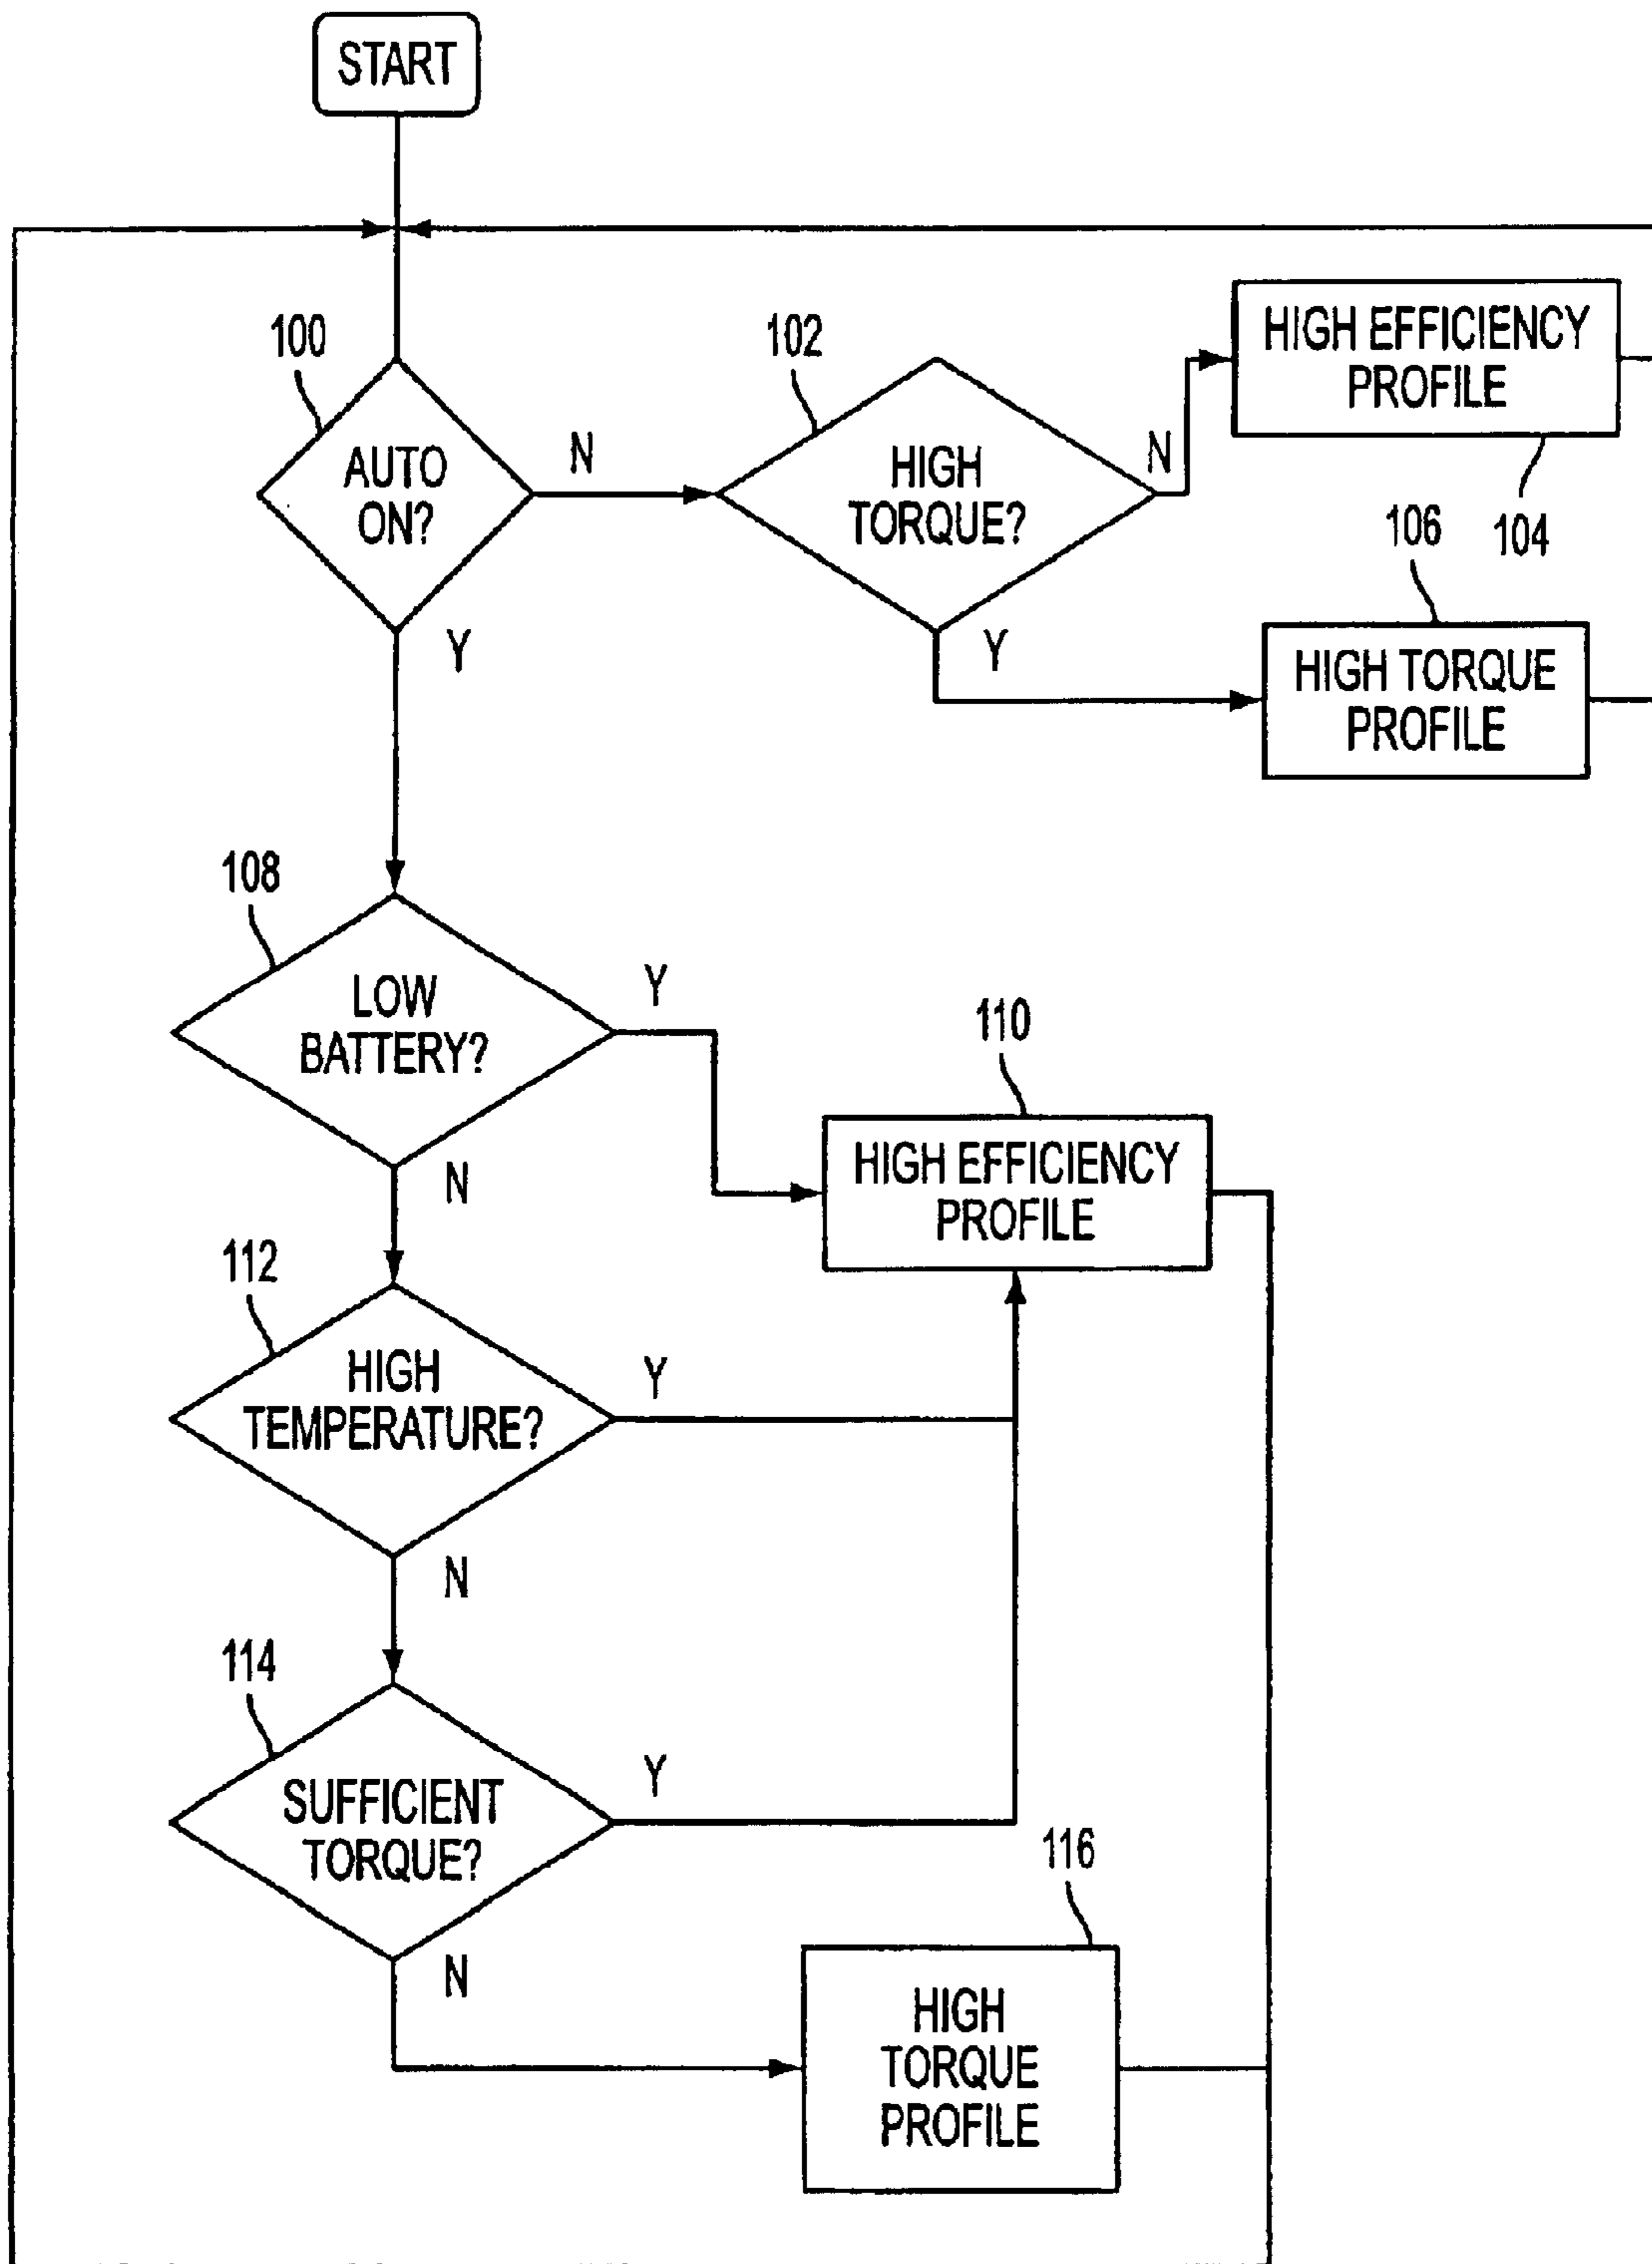 START
100
AUTO
ON?
N
Y
102
HIGH
TORQUE?
N
Y
HIGH EFFICIENCY
PROFILE
104
106
HIGH TORQUE
PROFILE
108
LOW
BATTERY?
Y
N
110
HIGH EFFICIENCY
PROFILE
112
HIGH
TEMPERATURE?
Y
N
114
SUFFICIENT
TORQUE?
Y
N
116
HIGH
TORQUE
PROFILE